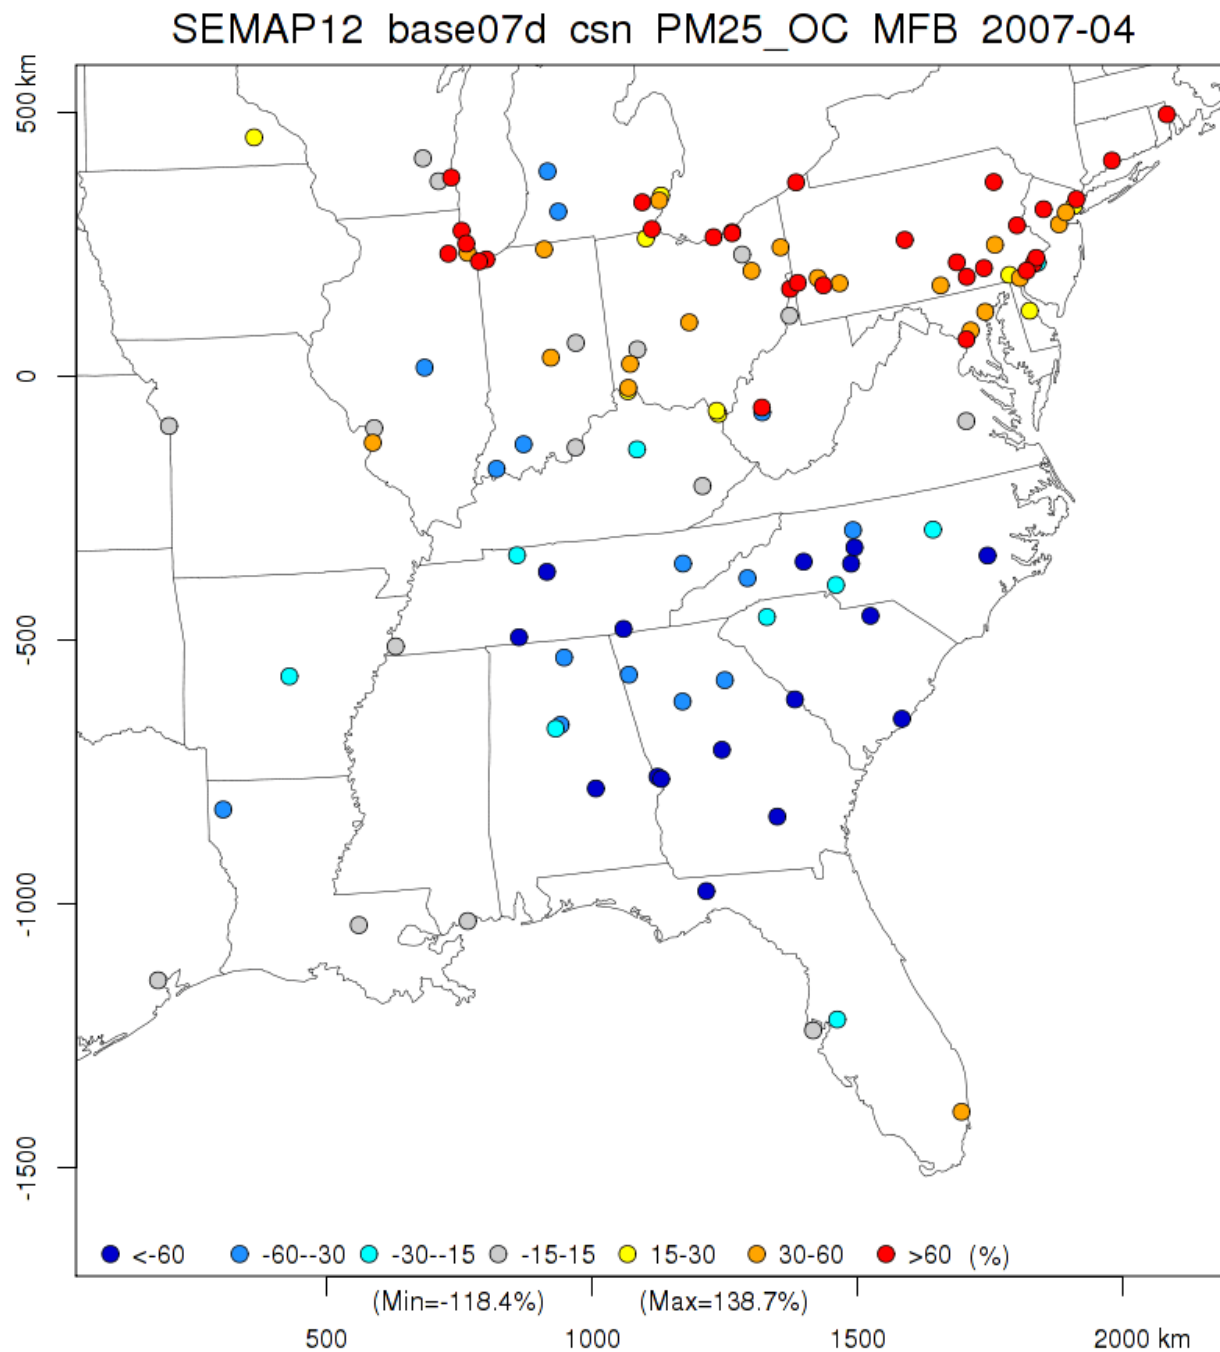 SEMAP12 base07d csn PM25_OC MFB 2007-04
500 km
0
-500
-1000
-1500
<-60 -60--30 -30--15 -15-15 15-30 30-60 >60 (%)
(Min=-118.4%) (Max=138.7%)
500 1000 1500 2000 km